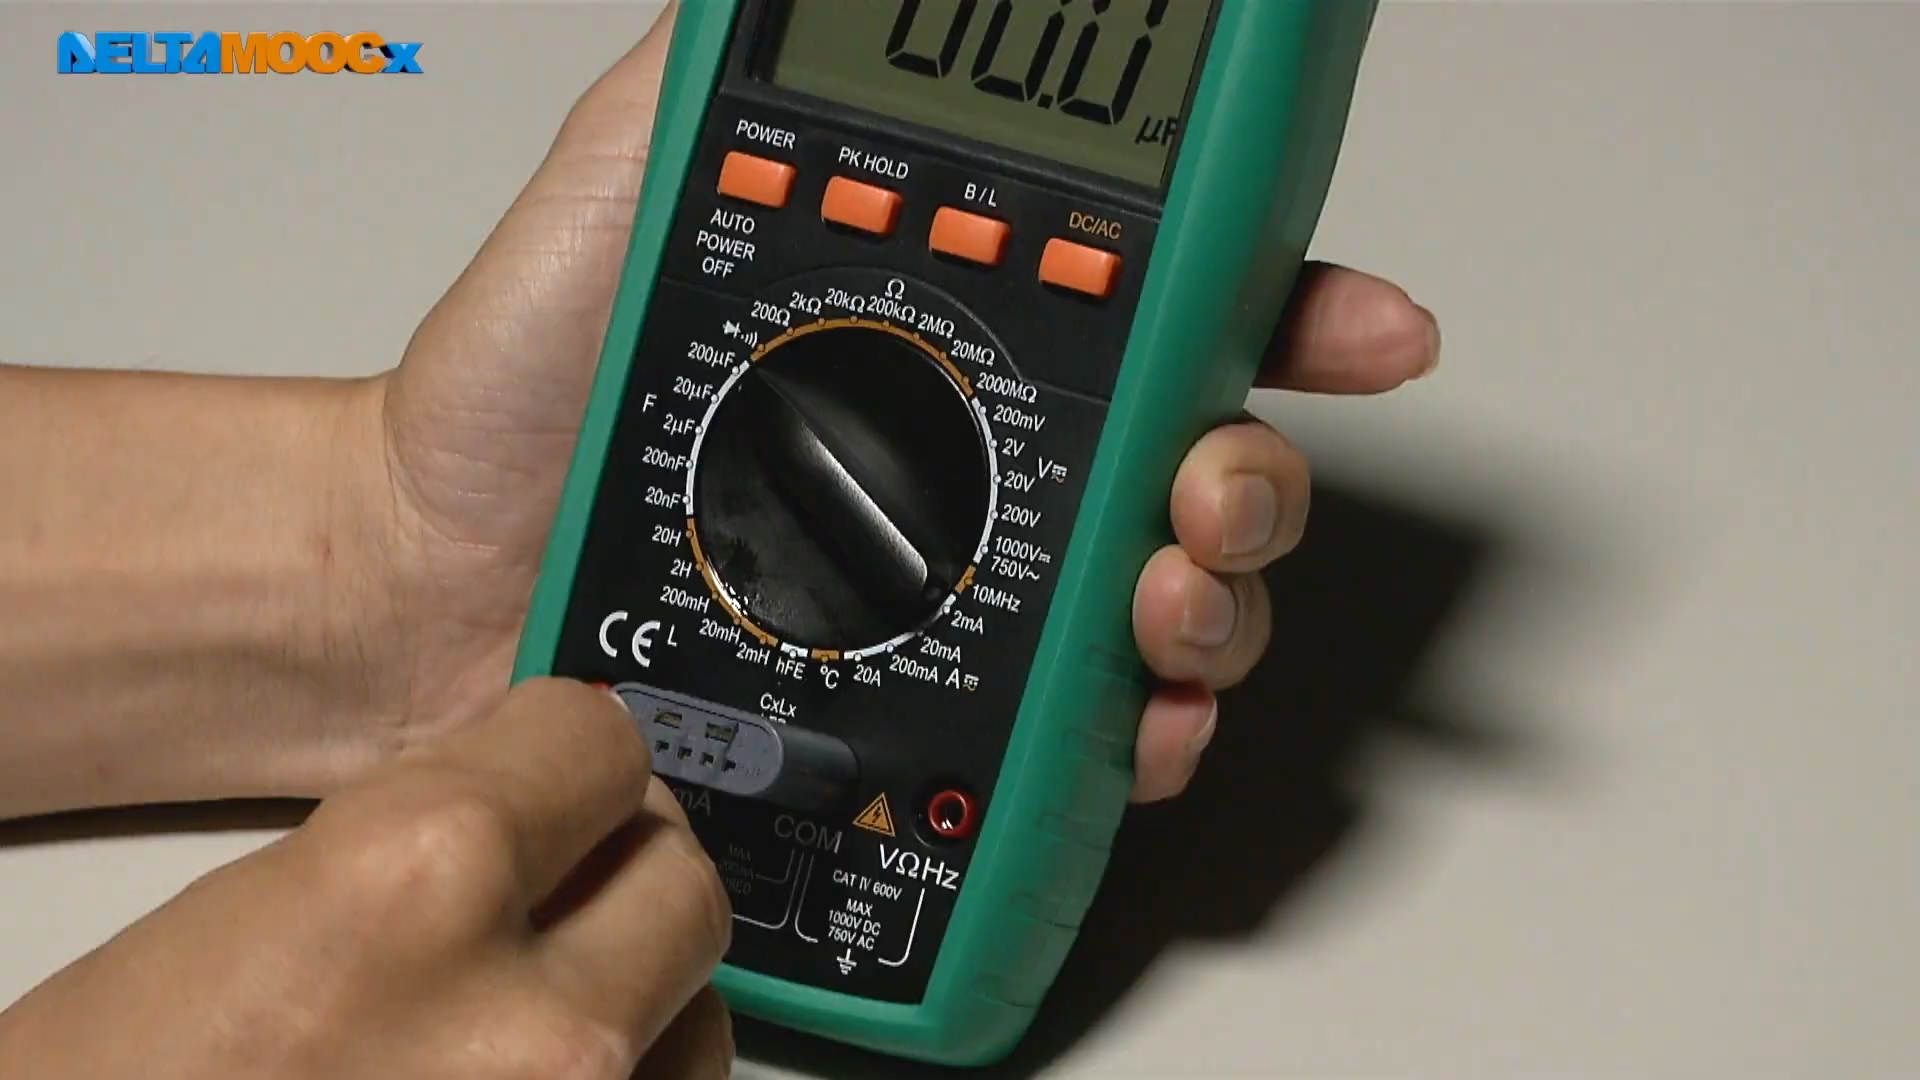 DELTAMOOCx
00.0
µF
POWER
PK HOLD
B / L
DC/AC
AUTO
POWER
OFF
Ω
200Ω
2kΩ
20kΩ
200kΩ
2MΩ
20MΩ
2000MΩ
200mV
2V
V
20V
200V
1000V
750V~
10MHz
2mA
20mA
200mA
A
20A
°C
hFE
2mH
20mH
200mH
L
2H
20H
20nF
200nF
2µF
F
20µF
200µF
CE
CxLx
mA
COM
VΩHz
MAX
CAT IV 600V
MAX
1000V DC
750V AC